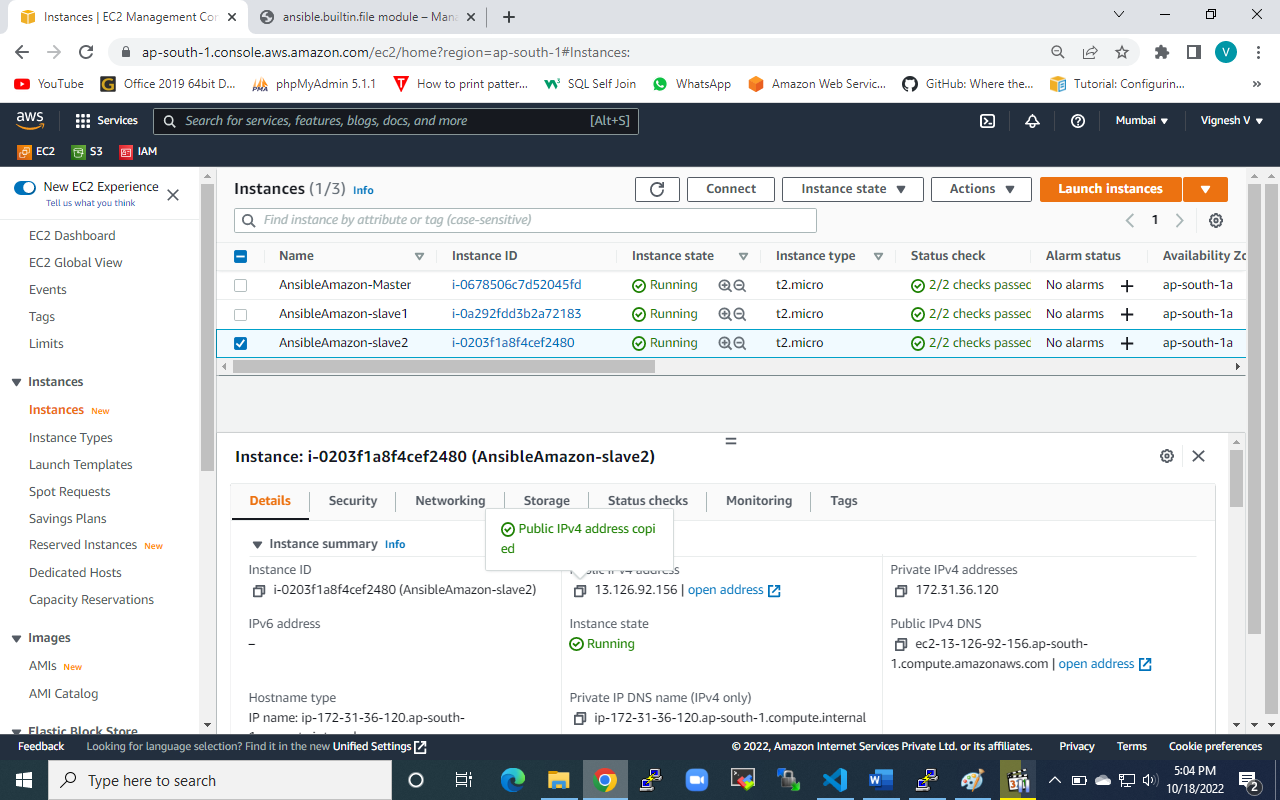 Instances | EC2 Management Con
ansible.builtin.file module – Mana
ap-south-1.console.aws.amazon.com/ec2/home?region=ap-south-1#Instances:
V
YouTube
Office 2019 64bit D...
phpMyAdmin 5.1.1
How to print patter...
SQL Self Join
WhatsApp
Amazon Web Servic...
GitHub: Where the...
Tutorial: Configurin...
aws
Services
Search for services, features, blogs, docs, and more
[Alt+S]
Mumbai
Vignesh V
EC2
S3
IAM
New EC2 Experience
Tell us what you think
EC2 Dashboard
EC2 Global View
Events
Tags
Limits
Instances
Instances New
Instance Types
Launch Templates
Spot Requests
Savings Plans
Reserved Instances New
Dedicated Hosts
Capacity Reservations
Images
AMIs New
AMI Catalog
Elastic Block Store
Instances (1/3) Info
Connect
Instance state
Actions
Launch instances
Find instance by attribute or tag (case-sensitive)
1
Name Instance ID Instance state Instance type Status check Alarm status Availability Zo
AnsibleAmazon-Master i-0678506c7d52045fd Running t2.micro 2/2 checks passed No alarms + ap-south-1a
AnsibleAmazon-slave1 i-0a292fdd3b2a72183 Running t2.micro 2/2 checks passed No alarms + ap-south-1a
AnsibleAmazon-slave2 i-0203f1a8f4cef2480 Running t2.micro 2/2 checks passed No alarms + ap-south-1a
Instance: i-0203f1a8f4cef2480 (AnsibleAmazon-slave2)
Details
Security
Networking
Storage
Status checks
Monitoring
Tags
Public IPv4 address copi
ed
Instance summary Info
Instance ID
i-0203f1a8f4cef2480 (AnsibleAmazon-slave2)
Public IPv4 address
13.126.92.156 | open address
Private IPv4 addresses
172.31.36.120
IPv6 address
–
Instance state
Running
Public IPv4 DNS
ec2-13-126-92-156.ap-south-
1.compute.amazonaws.com | open address
Hostname type
IP name: ip-172-31-36-120.ap-south-
Private IP DNS name (IPv4 only)
ip-172-31-36-120.ap-south-1.compute.internal
Feedback
Looking for language selection? Find it in the new Unified Settings
© 2022, Amazon Internet Services Private Ltd. or its affiliates.
Privacy
Terms
Cookie preferences
Type here to search
5:04 PM
10/18/2022
2